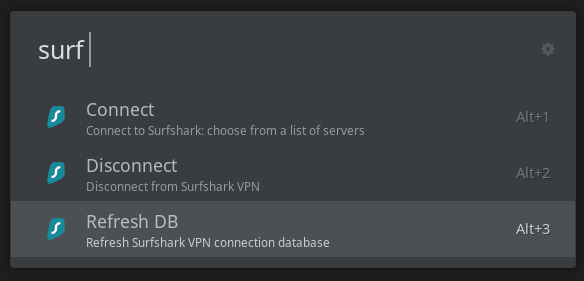 surf
Connect
Connect to Surfshark: choose from a list of servers
Alt+1
Disconnect
Disconnect from Surfshark VPN
Alt+2
Refresh DB
Refresh Surfshark VPN connection database
Alt+3